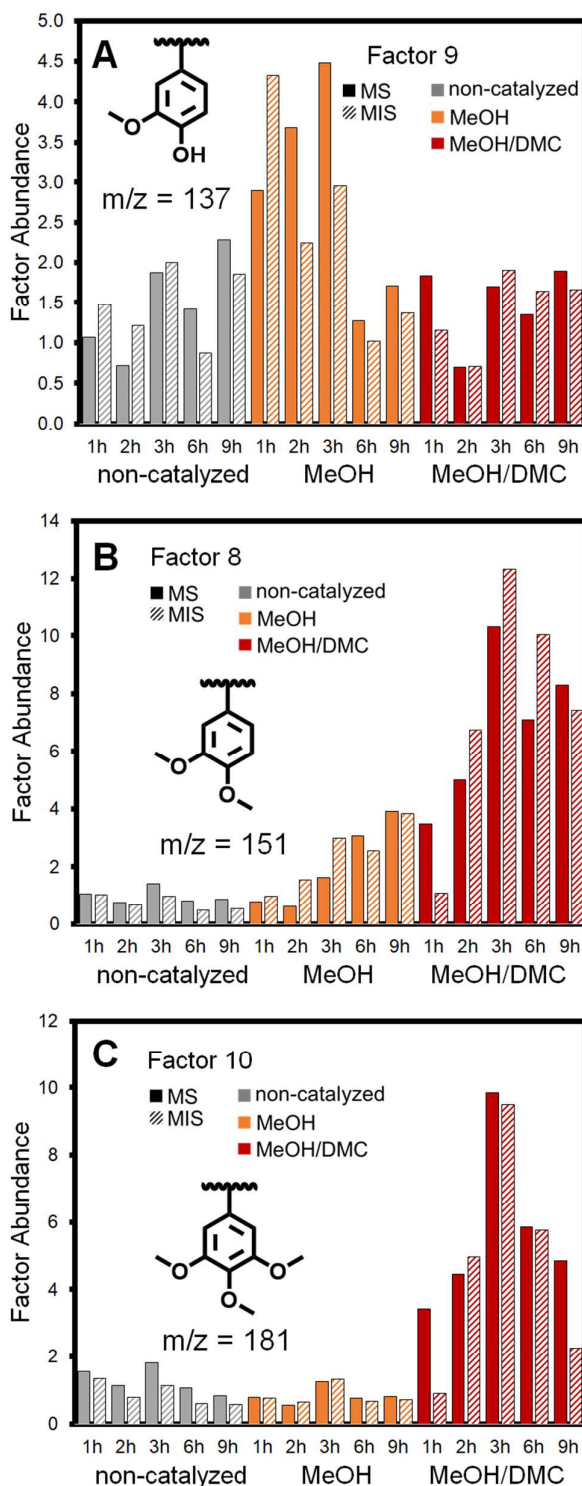 5.0
4.5
4.0
3.5
3.0
2.5
2.0
1.5
1.0
0.5
0.0
Factor Abundance
A
Factor 9
MS
MIS
non-catalyzed
MeOH
MeOH/DMC
O
OH
m/z = 137
1h 2h 3h 6h 9h 1h 2h 3h 6h 9h 1h 2h 3h 6h 9h
non-catalyzed MeOH MeOH/DMC
14
12
10
8
6
4
2
0
Factor Abundance
B
Factor 8
MS
MIS
non-catalyzed
MeOH
MeOH/DMC
O
O
m/z = 151
1h 2h 3h 6h 9h 1h 2h 3h 6h 9h 1h 2h 3h 6h 9h
non-catalyzed MeOH MeOH/DMC
12
10
8
6
4
2
0
Factor Abundance
C
Factor 10
MS
MIS
non-catalyzed
MeOH
MeOH/DMC
O O
O
m/z = 181
1h 2h 3h 6h 9h 1h 2h 3h 6h 9h 1h 2h 3h 6h 9h
non-catalyzed MeOH MeOH/DMC